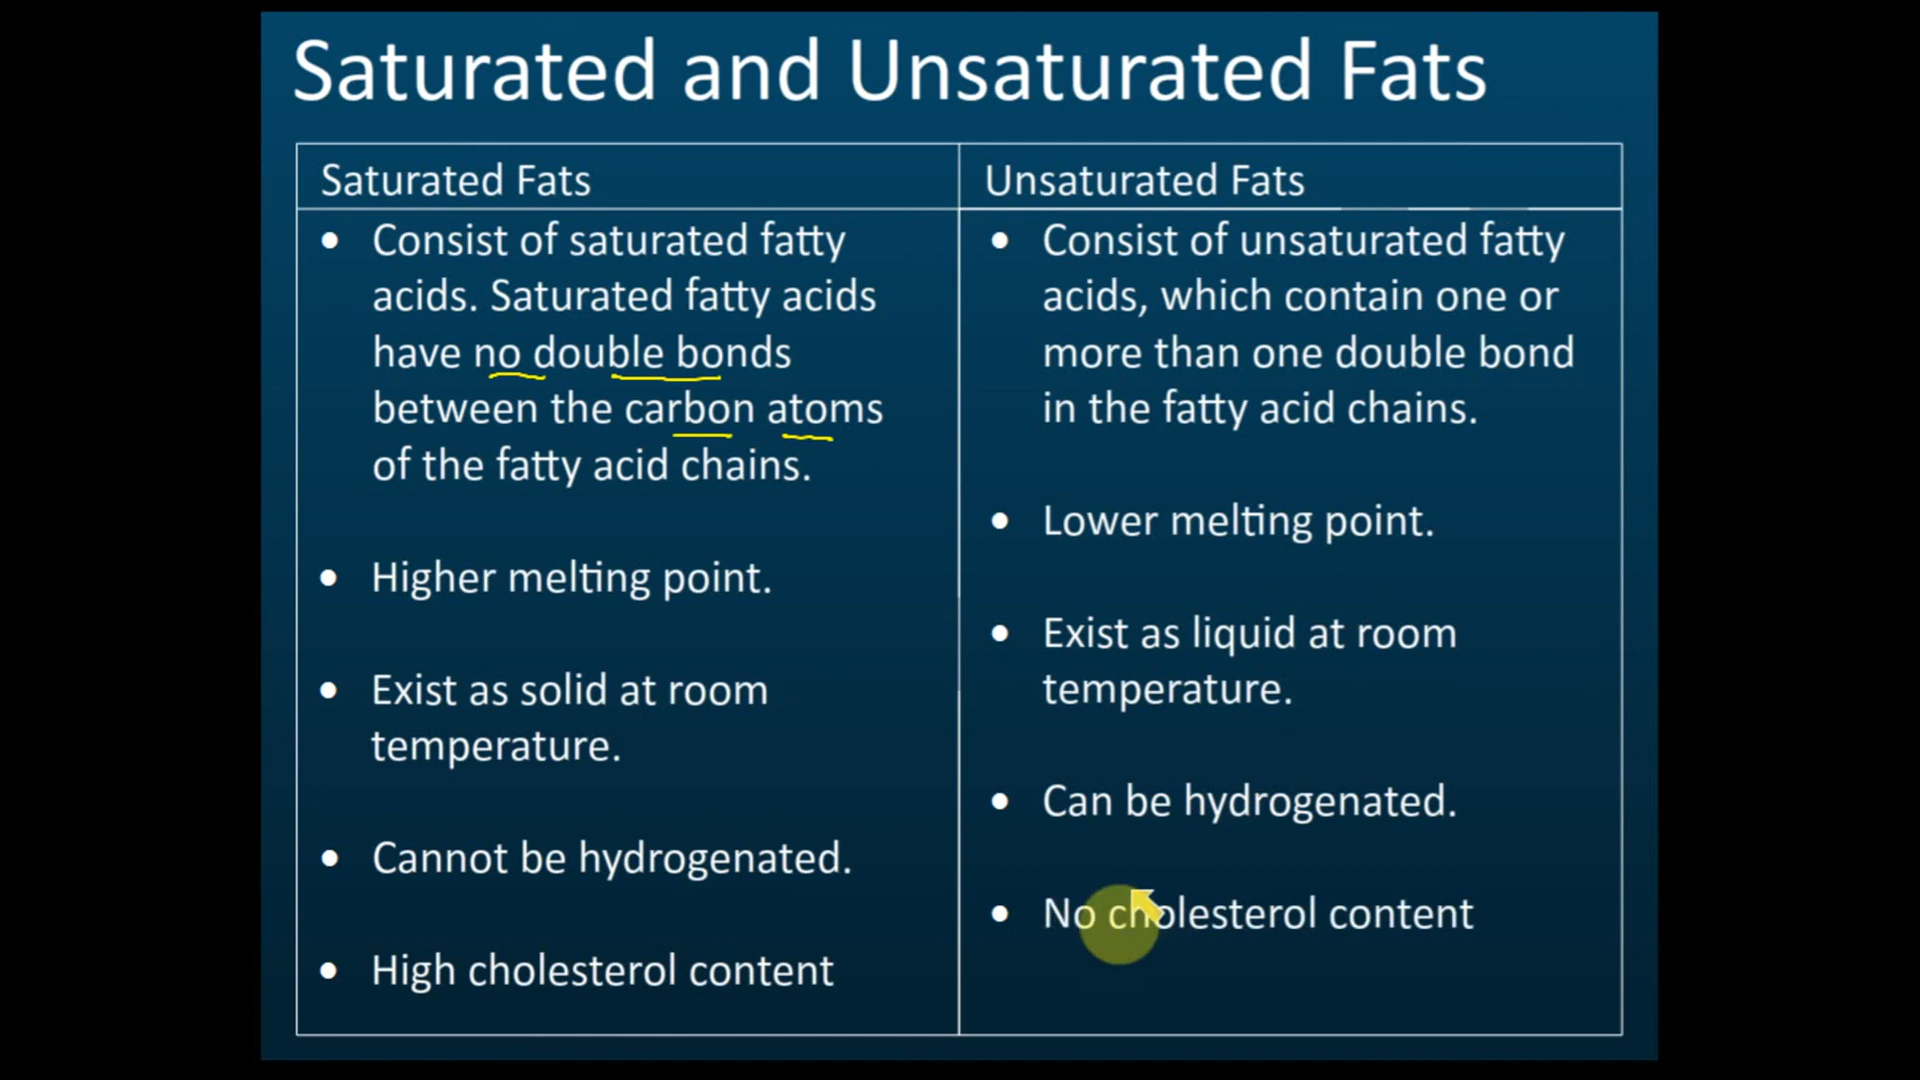 Saturated and Unsaturated Fats
Saturated Fats
Consist of saturated fatty
acids. Saturated fatty acids
have no double bonds
between the carbon atoms
of the fatty acid chains.
Higher melting point.
Exist as solid at room
temperature.
Cannot be hydrogenated.
High cholesterol content
Unsaturated Fats
Consist of unsaturated fatty
acids, which contain one or
more than one double bond
in the fatty acid chains.
Lower melting point.
Exist as liquid at room
temperature.
Can be hydrogenated.
No cholesterol content